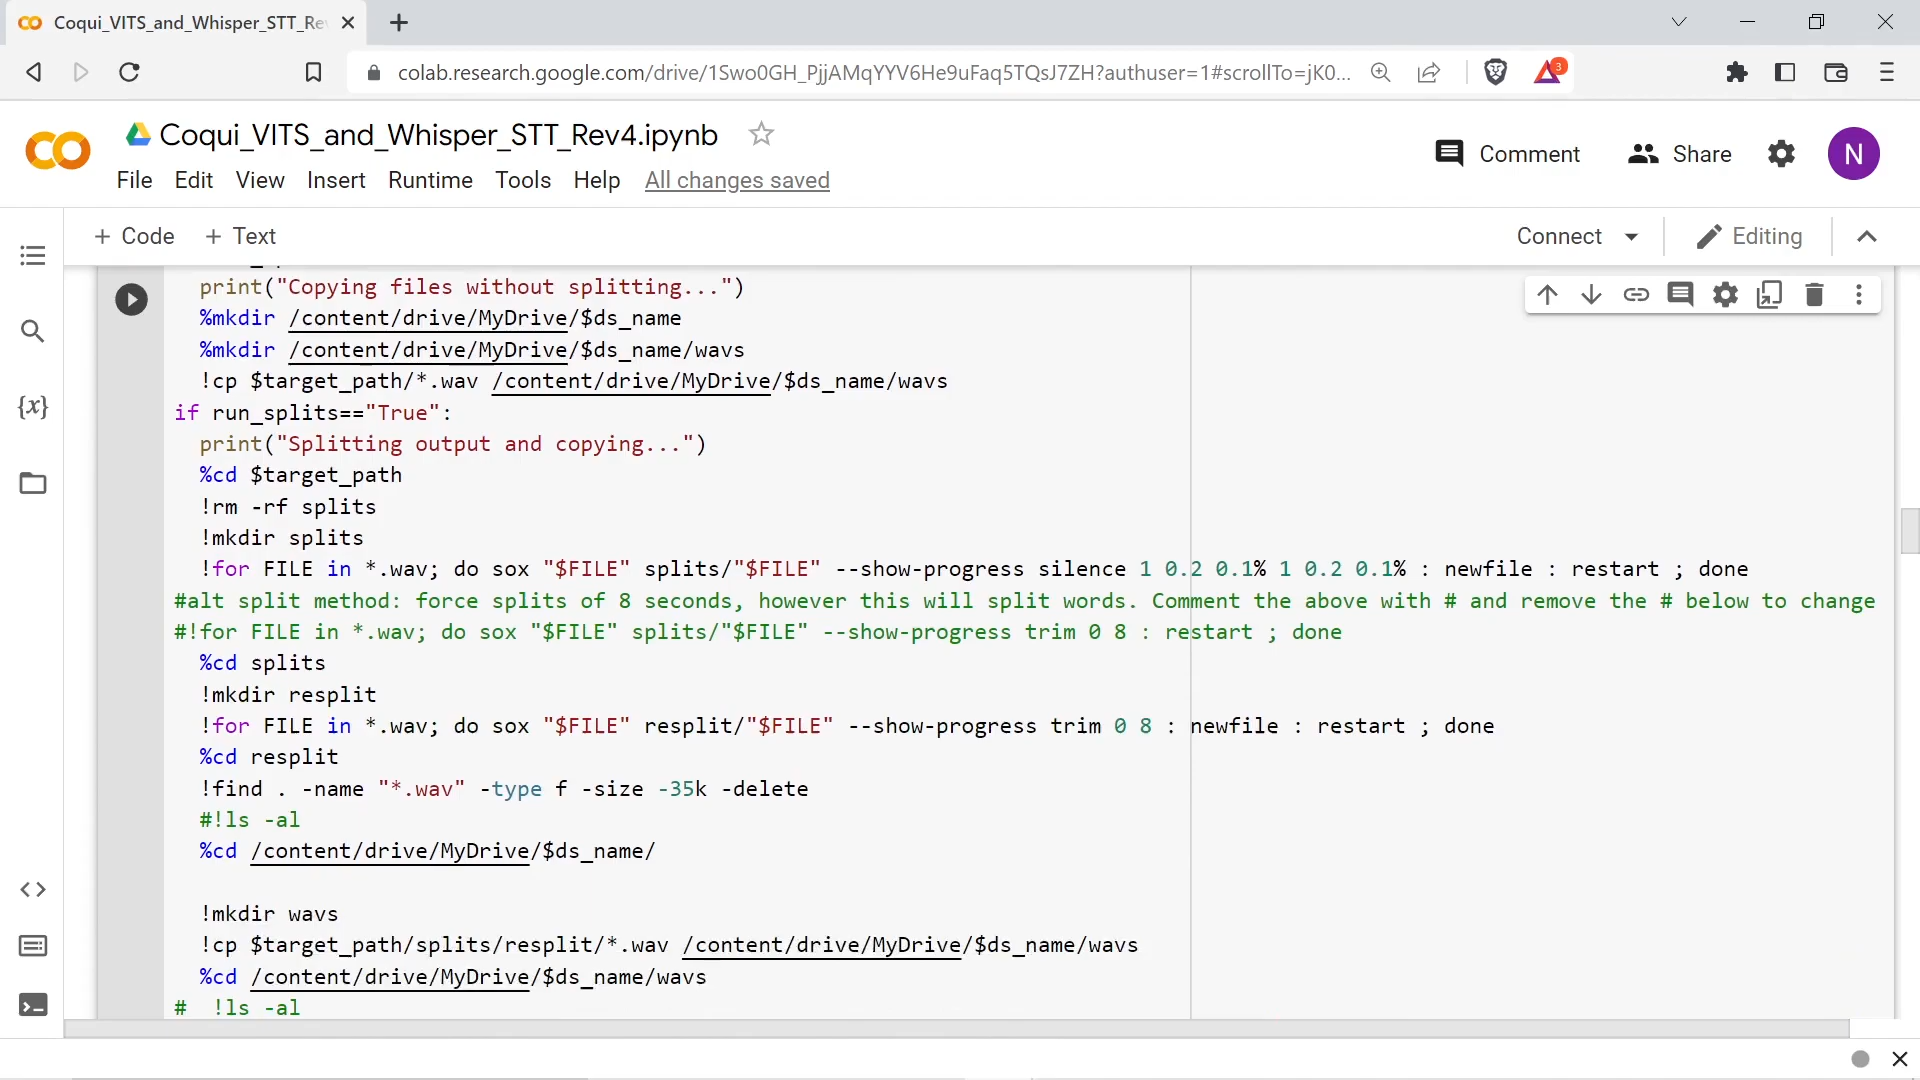 Coqui_VITS_and_Whisper_STT_Re
colab.research.google.com/drive/1Swo0GH_PjjAMqYYV6He9uFaq5TQsJ7ZH?authuser=1#scrollTo=jK0...
3
Coqui_VITS_and_Whisper_STT_Rev4.ipynb
Comment
Share
N
File Edit View Insert Runtime Tools Help All changes saved
+ Code + Text
Connect
Editing
print("Copying files without splitting...")
%mkdir /content/drive/MyDrive/$ds_name
%mkdir /content/drive/MyDrive/$ds_name/wavs
!cp $target_path/*.wav /content/drive/MyDrive/$ds_name/wavs
if run_splits=="True":
print("Splitting output and copying...")
%cd $target_path
!rm -rf splits
!mkdir splits
!for FILE in *.wav; do sox "$FILE" splits/"$FILE" --show-progress silence 1 0.2 0.1% 1 0.2 0.1% : newfile : restart ; done
#alt split method: force splits of 8 seconds, however this will split words. Comment the above with # and remove the # below to change
#!for FILE in *.wav; do sox "$FILE" splits/"$FILE" --show-progress trim 0 8 : restart ; done
%cd splits
!mkdir resplit
!for FILE in *.wav; do sox "$FILE" resplit/"$FILE" --show-progress trim 0 8 : newfile : restart ; done
%cd resplit
!find . -name "*.wav" -type f -size -35k -delete
#!ls -al
%cd /content/drive/MyDrive/$ds_name/
!mkdir wavs
!cp $target_path/splits/resplit/*.wav /content/drive/MyDrive/$ds_name/wavs
%cd /content/drive/MyDrive/$ds_name/wavs
# !ls -al
{x}